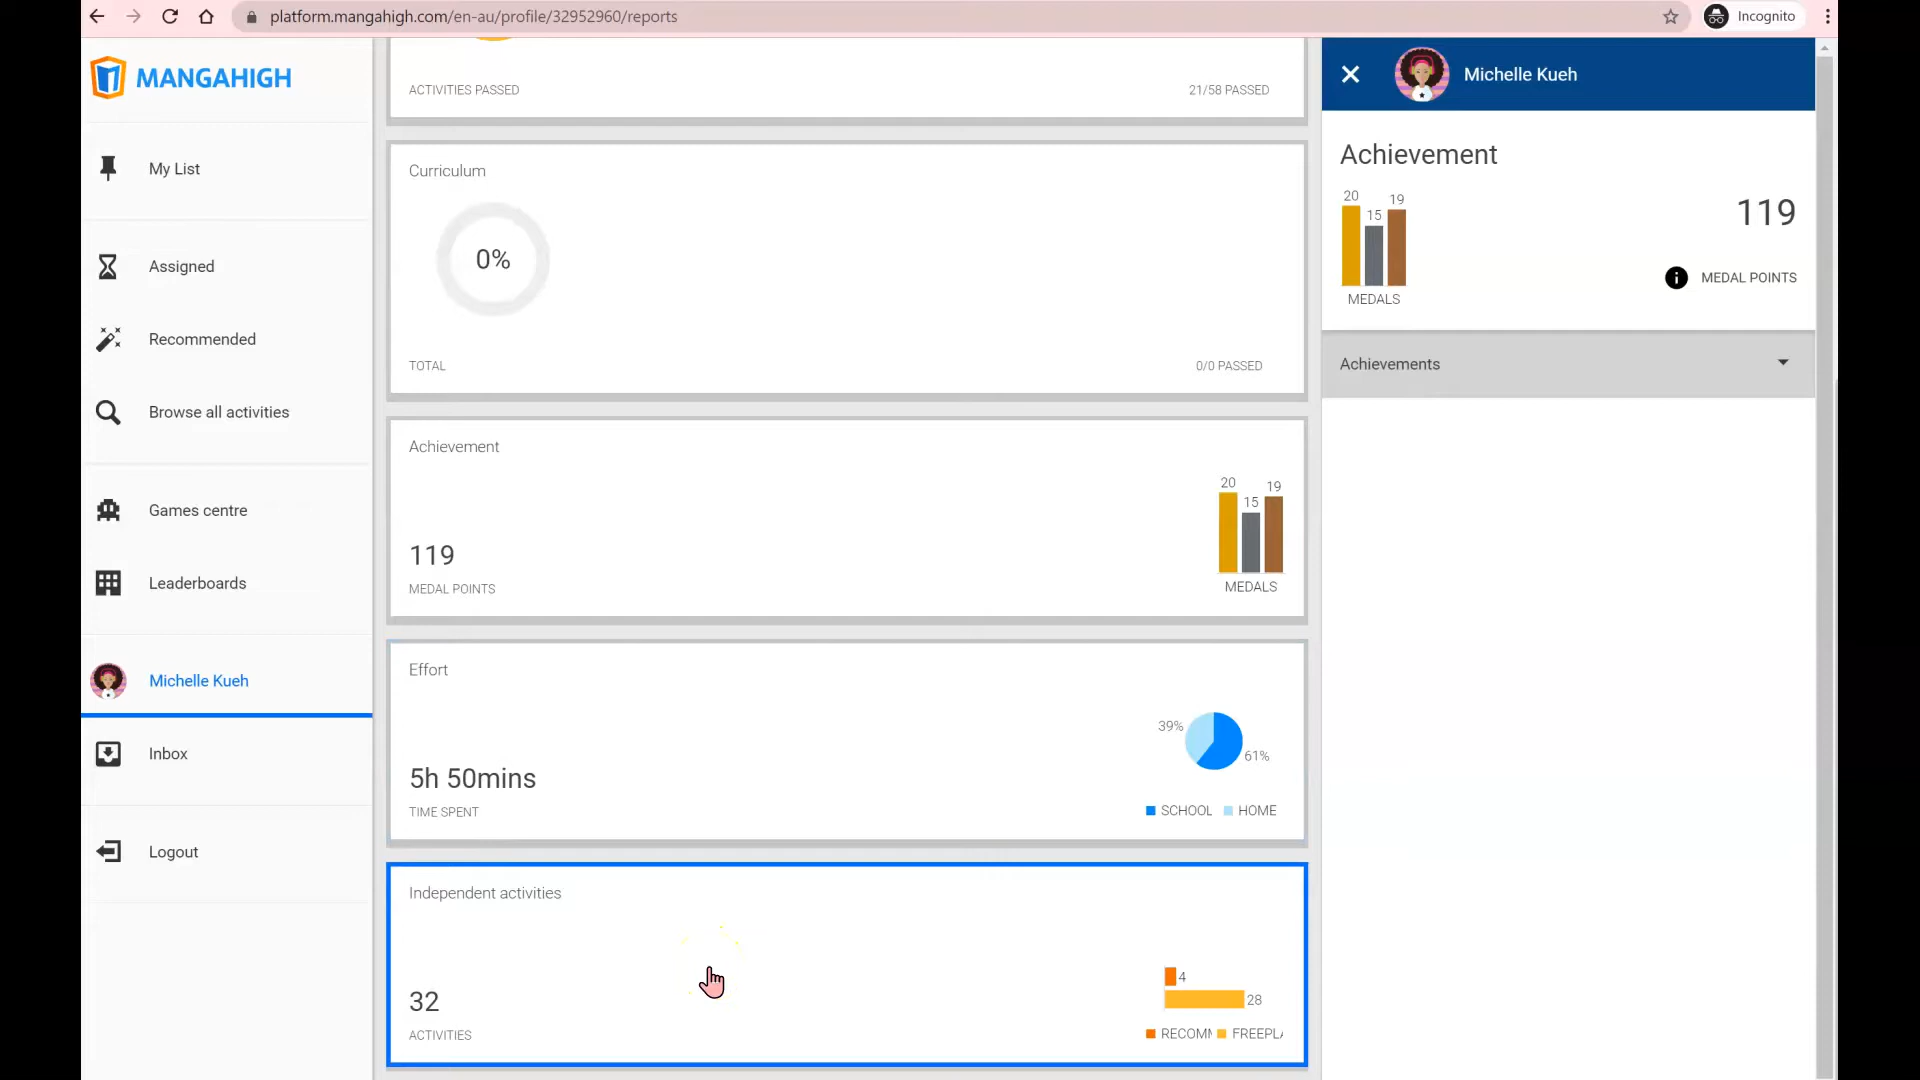 platform.mangahigh.com/en-au/profile/32952960/reports
Incognito
MANGAHIGH
My List
Assigned
Recommended
Browse all activities
Games centre
Leaderboards
Michelle Kueh
Inbox
Logout
ACTIVITIES PASSED
21/58 PASSED
Curriculum
0%
TOTAL
0/0 PASSED
Achievement
20
15
19
119
MEDAL POINTS
MEDALS
Effort
39%
61%
5h 50mins
TIME SPENT
SCHOOL
HOME
Independent activities
4
28
32
ACTIVITIES
RECOMM
FREEPLA
Michelle Kueh
Achievement
20
15
19
119
MEDALS
MEDAL POINTS
Achievements